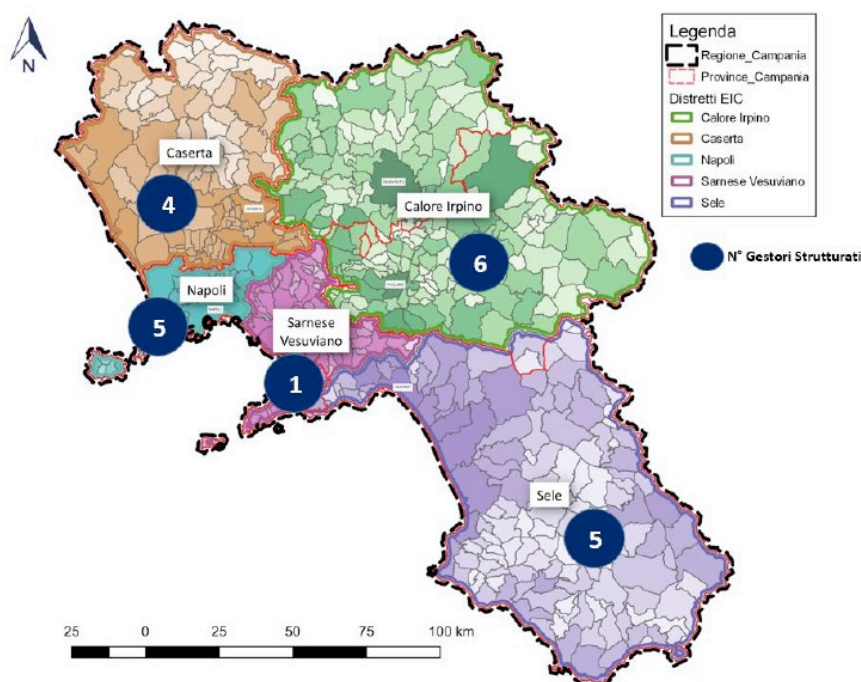 N
Legenda
Regione_Campania
Province_Campania
Distretti EIC
Calore Irpino
Caserta
Napoli
Sarnese Vesuviano
Sele
N° Gestori Strutturati
Caserta
4
Calore Irpino
6
Napoli
5
Sarnese
Vesuviano
1
Sele
5
25 0 25 50 75 100 km